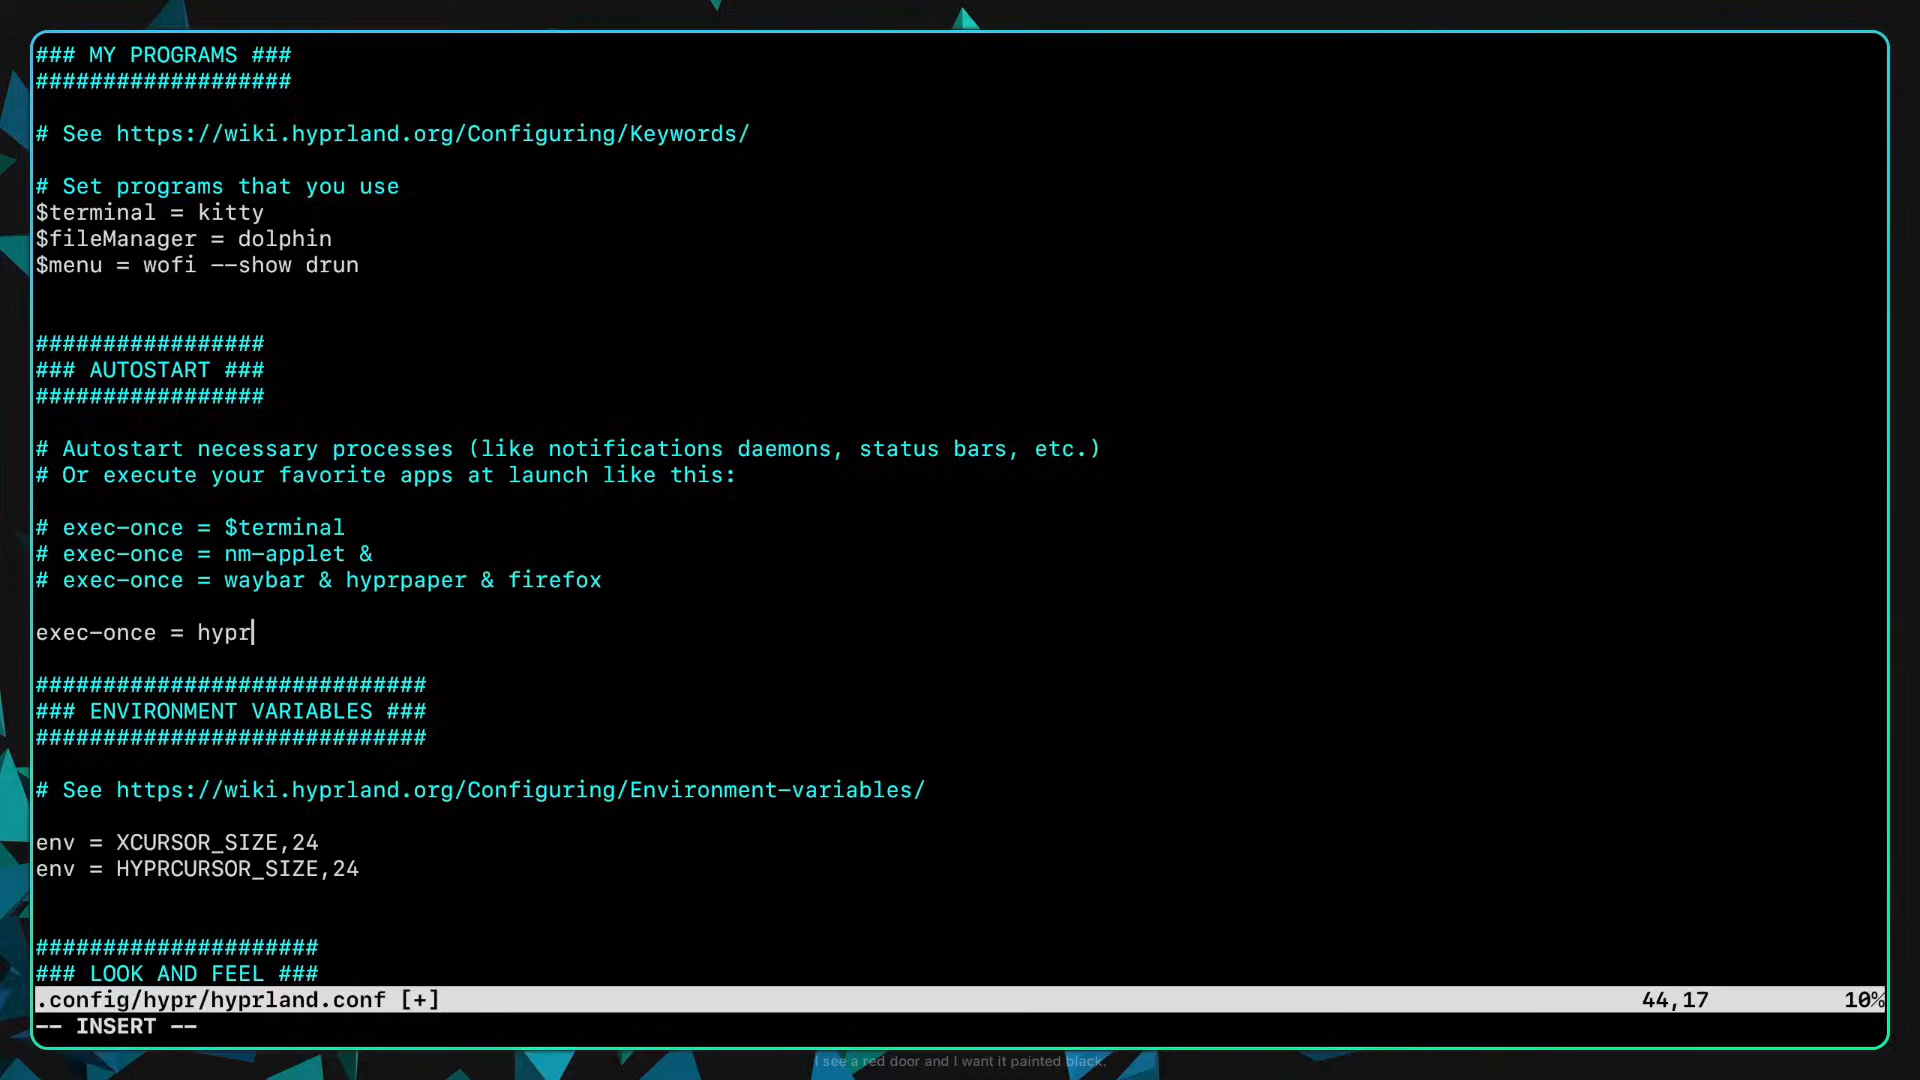 ### MY PROGRAMS ###
###################
# See https://wiki.hyprland.org/Configuring/Keywords/
# Set programs that you use
$terminal = kitty
$fileManager = dolphin
$menu = wofi --show drun
#################
### AUTOSTART ###
#################
# Autostart necessary processes (like notifications daemons, status bars, etc.)
# Or execute your favorite apps at launch like this:
# exec-once = $terminal
# exec-once = nm-applet &
# exec-once = waybar & hyprpaper & firefox
exec-once = hypr
#############################
### ENVIRONMENT VARIABLES ###
#############################
# See https://wiki.hyprland.org/Configuring/Environment-variables/
env = XCURSOR_SIZE,24
env = HYPRCURSOR_SIZE,24
#####################
### LOOK AND FEEL ###
.config/hypr/hyprland.conf [+] 44,17 10%
-- INSERT --
I see a red door and I want it painted black.